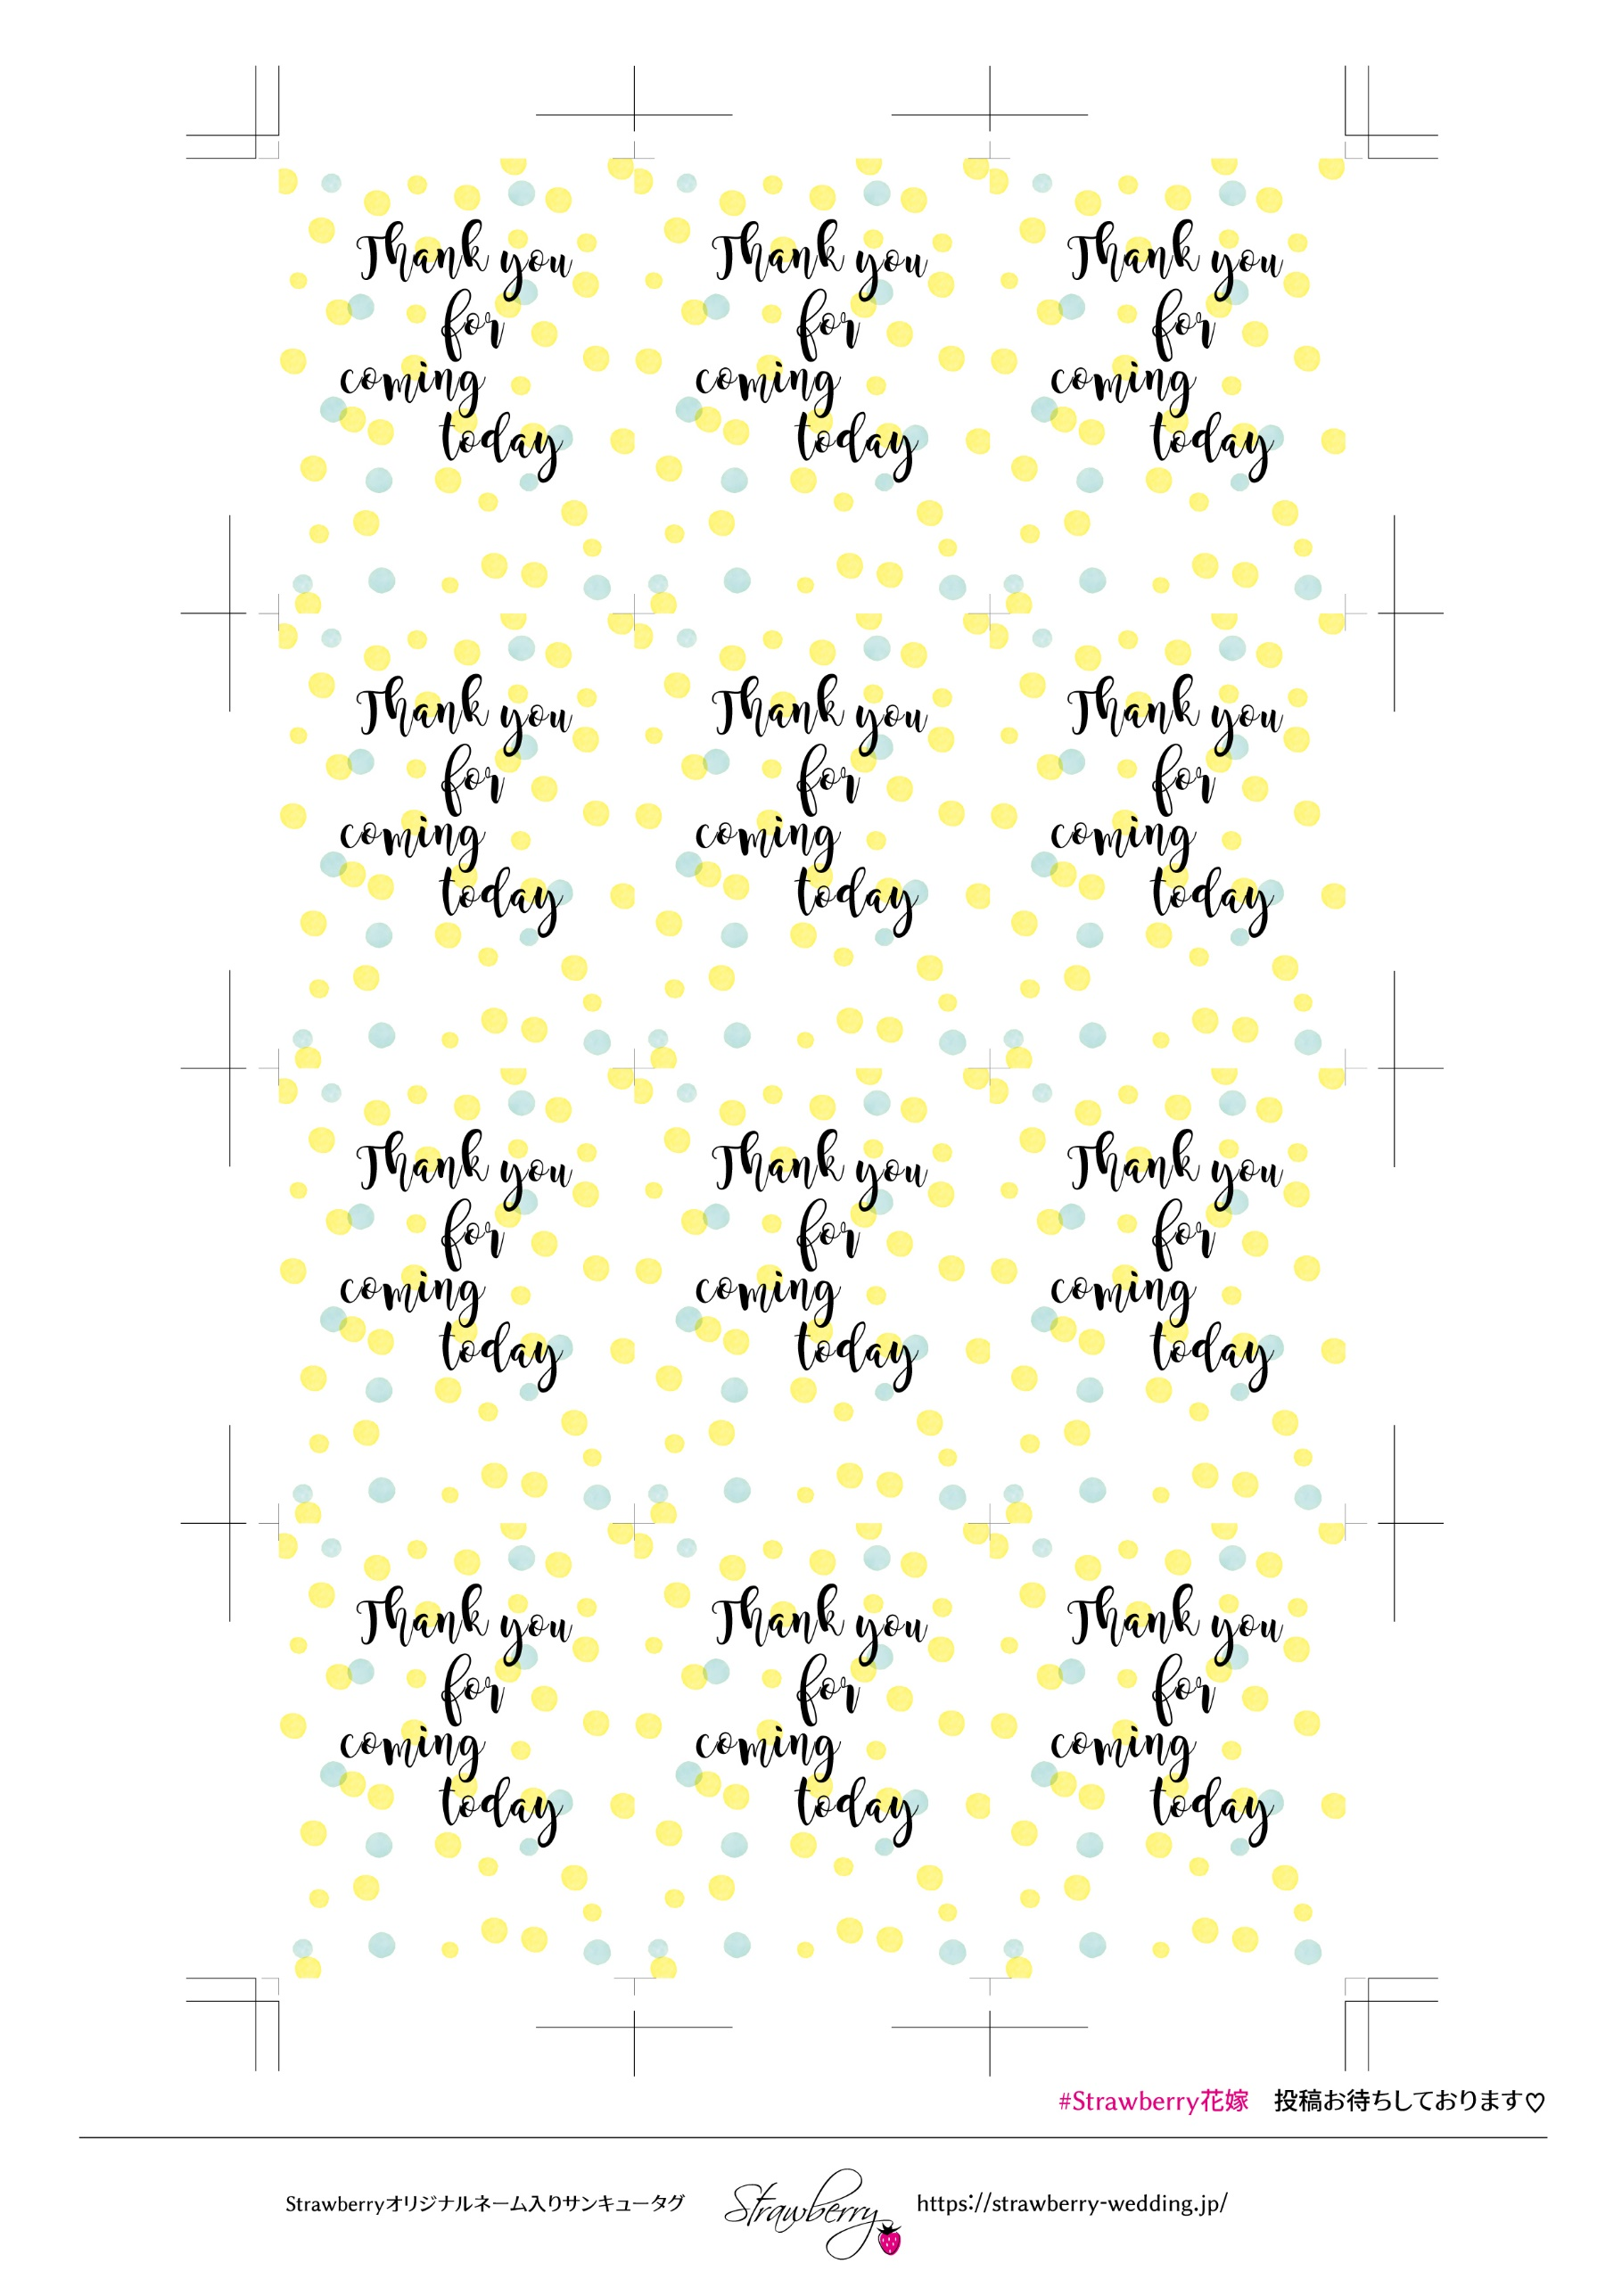 Thank you Thank you Thank you
for for for
coming coming coming
today today today
Thank you Thank you Thank you
for for for
coming coming coming
today today today
Thank you Thank you Thank you
for for for
coming coming coming
today today today
Thank you Thank you Thank you
for for for
coming coming coming
today today today
#Strawberry花嫁　投稿お待ちしております♡
Strawberryオリジナルネーム入りサンキュータグ Strawberry https://strawberry-wedding.jp/